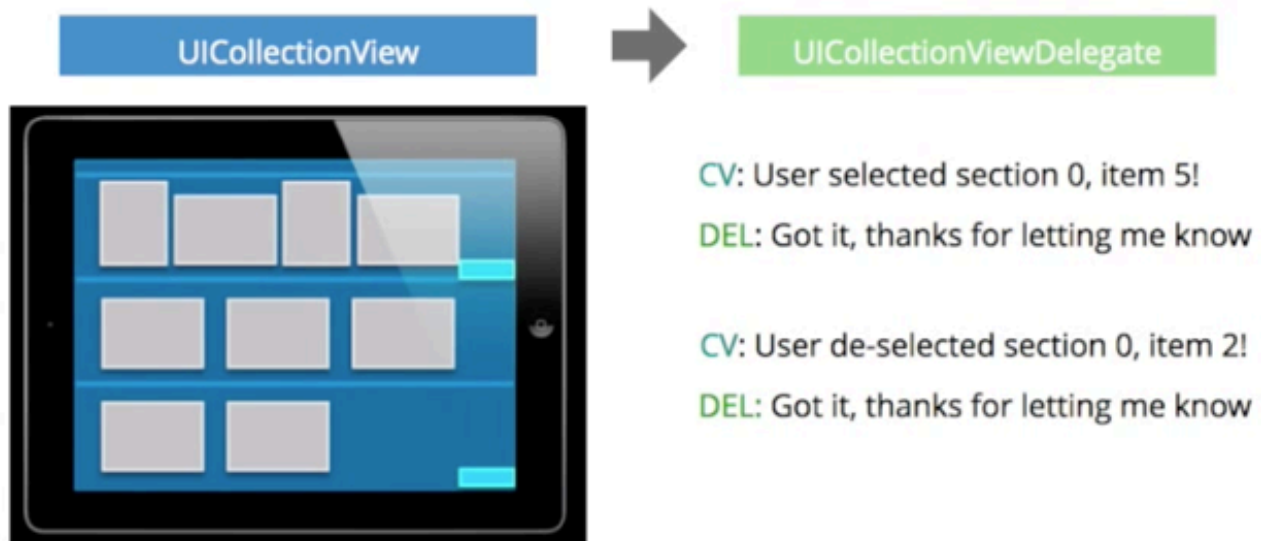 UICollectionView
UICollectionViewDelegate
CV: User selected section 0, item 5!
DEL: Got it, thanks for letting me know
CV: User de-selected section 0, item 2!
DEL: Got it, thanks for letting me know